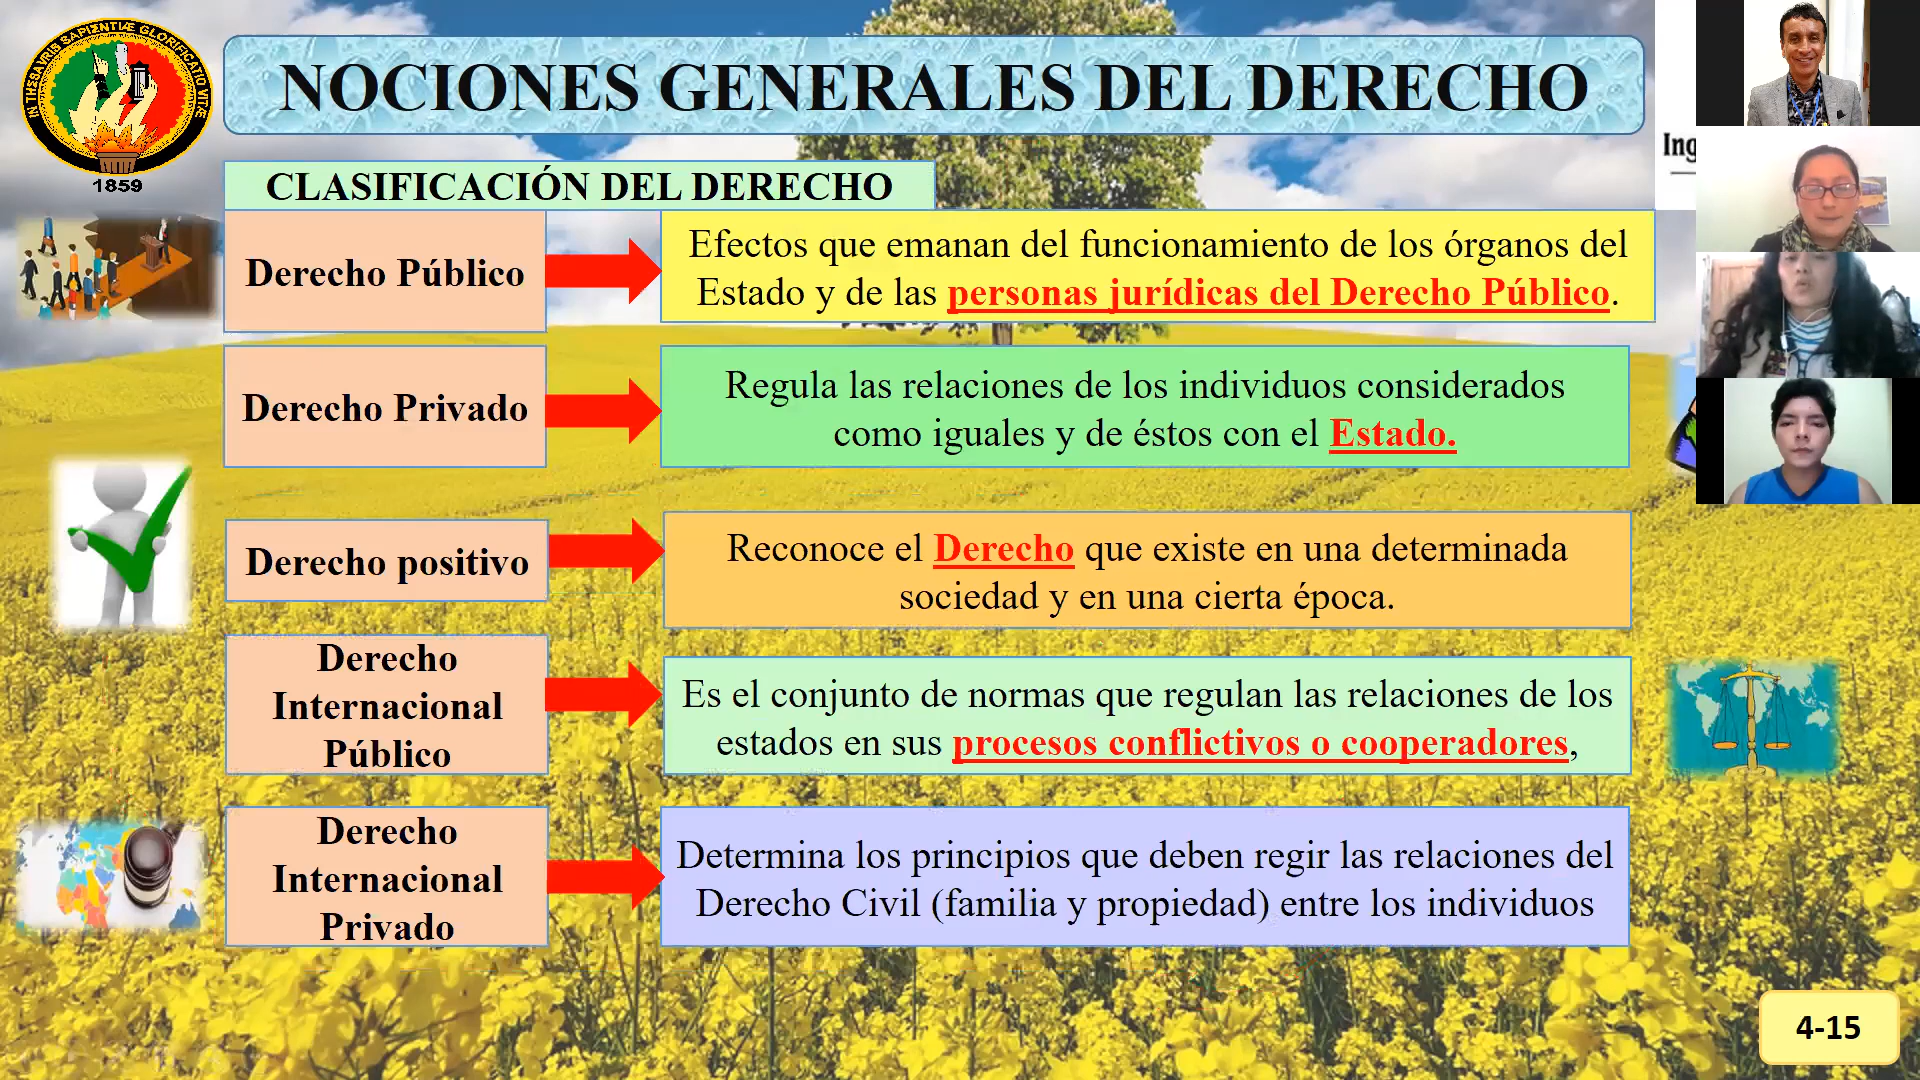 IN THESAVRIS SAPIENTIÆ GLORIFICATIO VITÆ
1859
NOCIONES GENERALES DEL DERECHO
Ing
CLASIFICACIÓN DEL DERECHO
Derecho Público
Efectos que emanan del funcionamiento de los órganos del
Estado y de las personas jurídicas del Derecho Público.
Derecho Privado
Regula las relaciones de los individuos considerados
como iguales y de éstos con el Estado.
Derecho positivo
Reconoce el Derecho que existe en una determinada
sociedad y en una cierta época.
Derecho
Internacional
Público
Es el conjunto de normas que regulan las relaciones de los
estados en sus procesos conflictivos o cooperadores,
Derecho
Internacional
Privado
Determina los principios que deben regir las relaciones del
Derecho Civil (familia y propiedad) entre los individuos
4-15